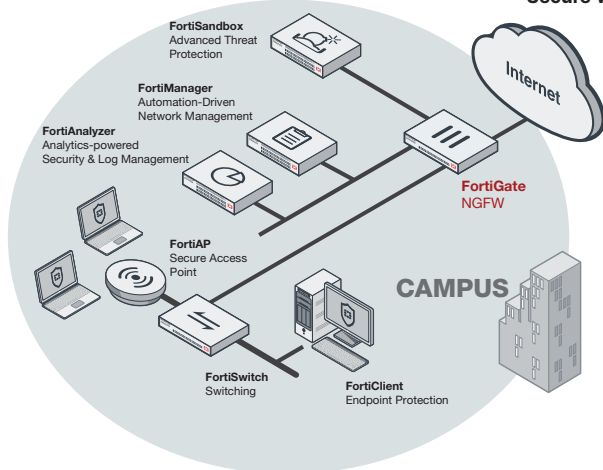 FortiSandbox
Advanced Threat
Protection
FortiManager
Automation-Driven
Network Management
FortiAnalyzer
Analytics-powered
Security & Log Management
Internet
FortiGate
NGFW
FortiAP
Secure Access
Point
CAMPUS
FortiSwitch
Switching
FortiClient
Endpoint Protection